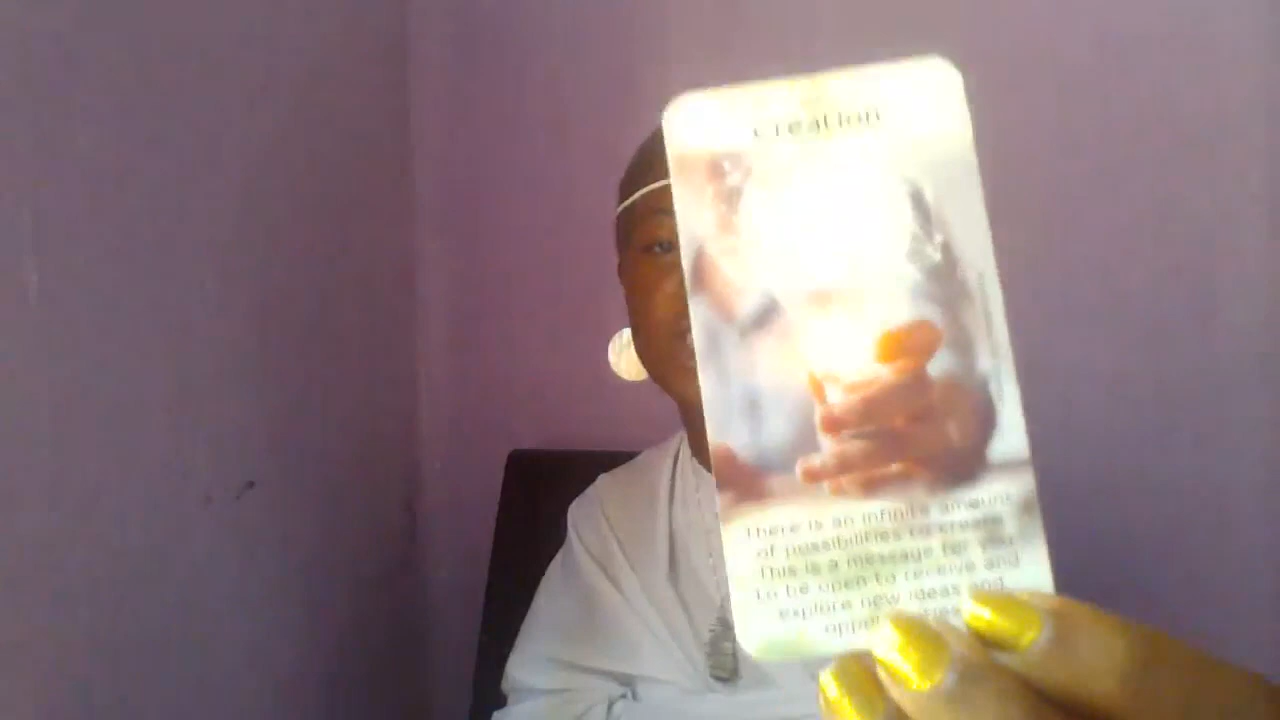 Creation
There is an infinite amount
of possibilities to create
This is a message for you
to be open to receive and
explore new ideas and